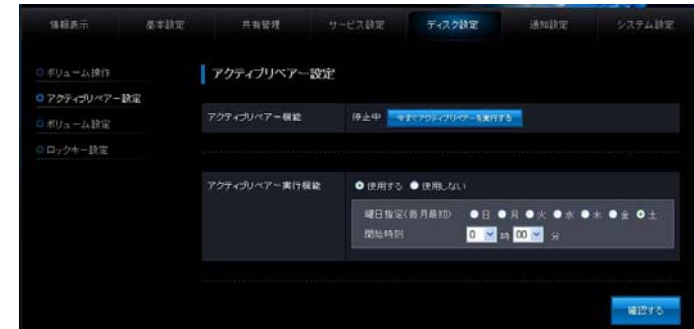 情報表示 基本設定 共有管理 サービス設定 ディスク設定 通知設定 システム設定
ボリューム操作
アクティブリペアー設定
ボリューム設定
ロックキー設定
アクティブリペアー設定
アクティブリペアー機能 停止中 今すぐアクティブリペアーを実行する
アクティブリペアー実行機能 使用する 使用しない
曜日指定(毎月最初) 日 月 火 水 木 金 土
開始時刻 0 時 00 分
確認する